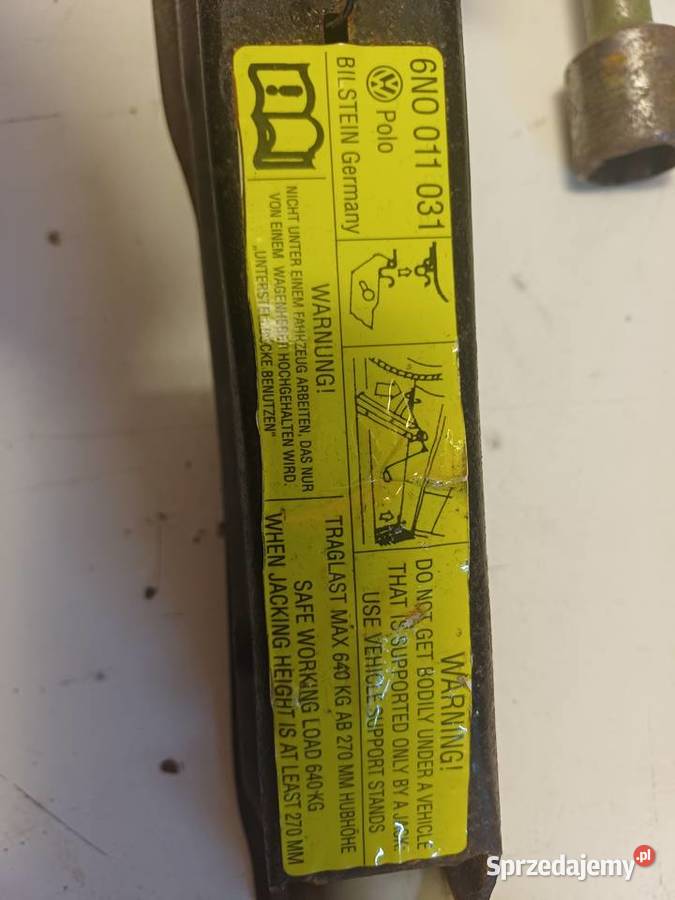 6N0 011 031
Polo
BILSTEIN Germany
WARNUNG!
NICHT UNTER EINEM FAHRZEUG ARBEITEN, DAS NUR
VON EINEM WAGENHEBER HOCHGEHALTEN WIRD.
„UNTERSTELLBÖCKE BENUTZEN"
WARNING!
DO NOT GET BODILY UNDER A VEHICLE
THAT IS SUPPORTED ONLY BY A JACK.
USE VEHICLE SUPPORT STANDS
TRAGLAST MAX 640 KG AB 270 MM HUBHÖHE
SAFE WORKING LOAD 640 KG
WHEN JACKING HEIGHT IS AT LEAST 270 MM
Sprzedajemy.pl